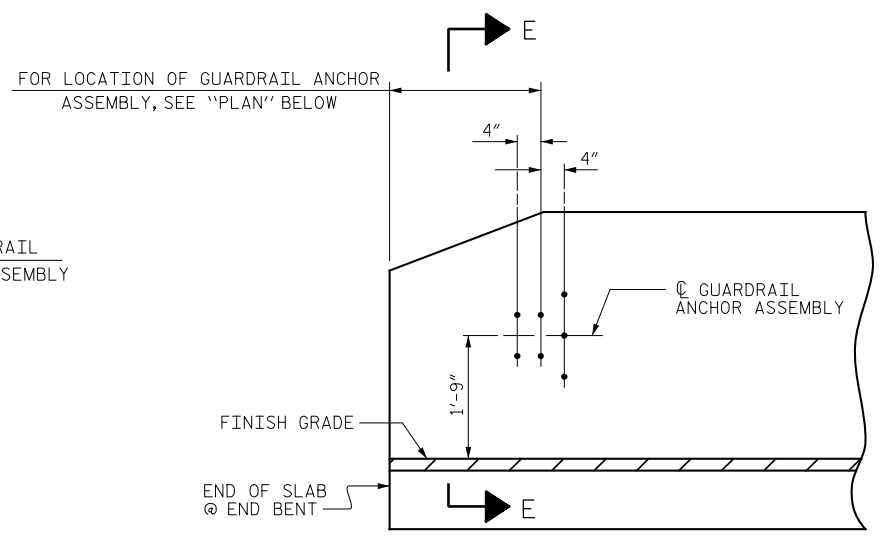 E
FOR LOCATION OF GUARDRAIL ANCHOR
ASSEMBLY, SEE "PLAN" BELOW
4"
4"
RAIL
SSEMBLY
℄ GUARDRAIL
ANCHOR ASSEMBLY
1'-9"
FINISH GRADE
END OF SLAB
@ END BENT
E